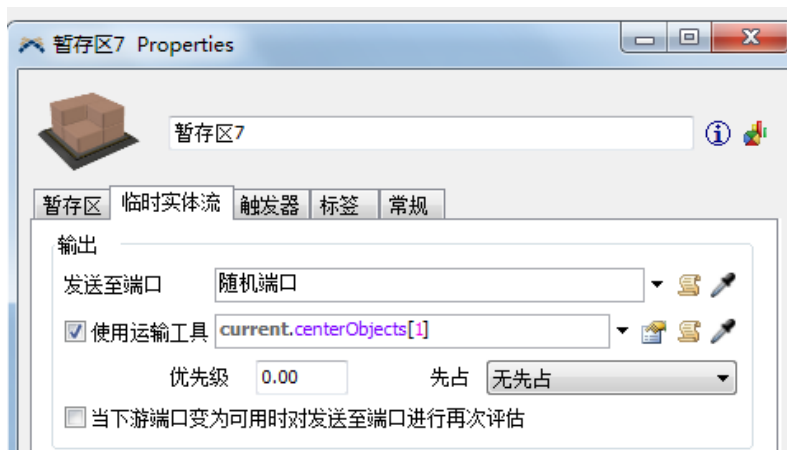 暂存区7 Properties
暂存区7
暂存区 临时实体流 触发器 标签 常规
输出
发送至端口 随机端口
使用运输工具 current.centerObjects[1]
优先级 0.00 先占 无先占
当下游端口变为可用时对发送至端口进行再次评估